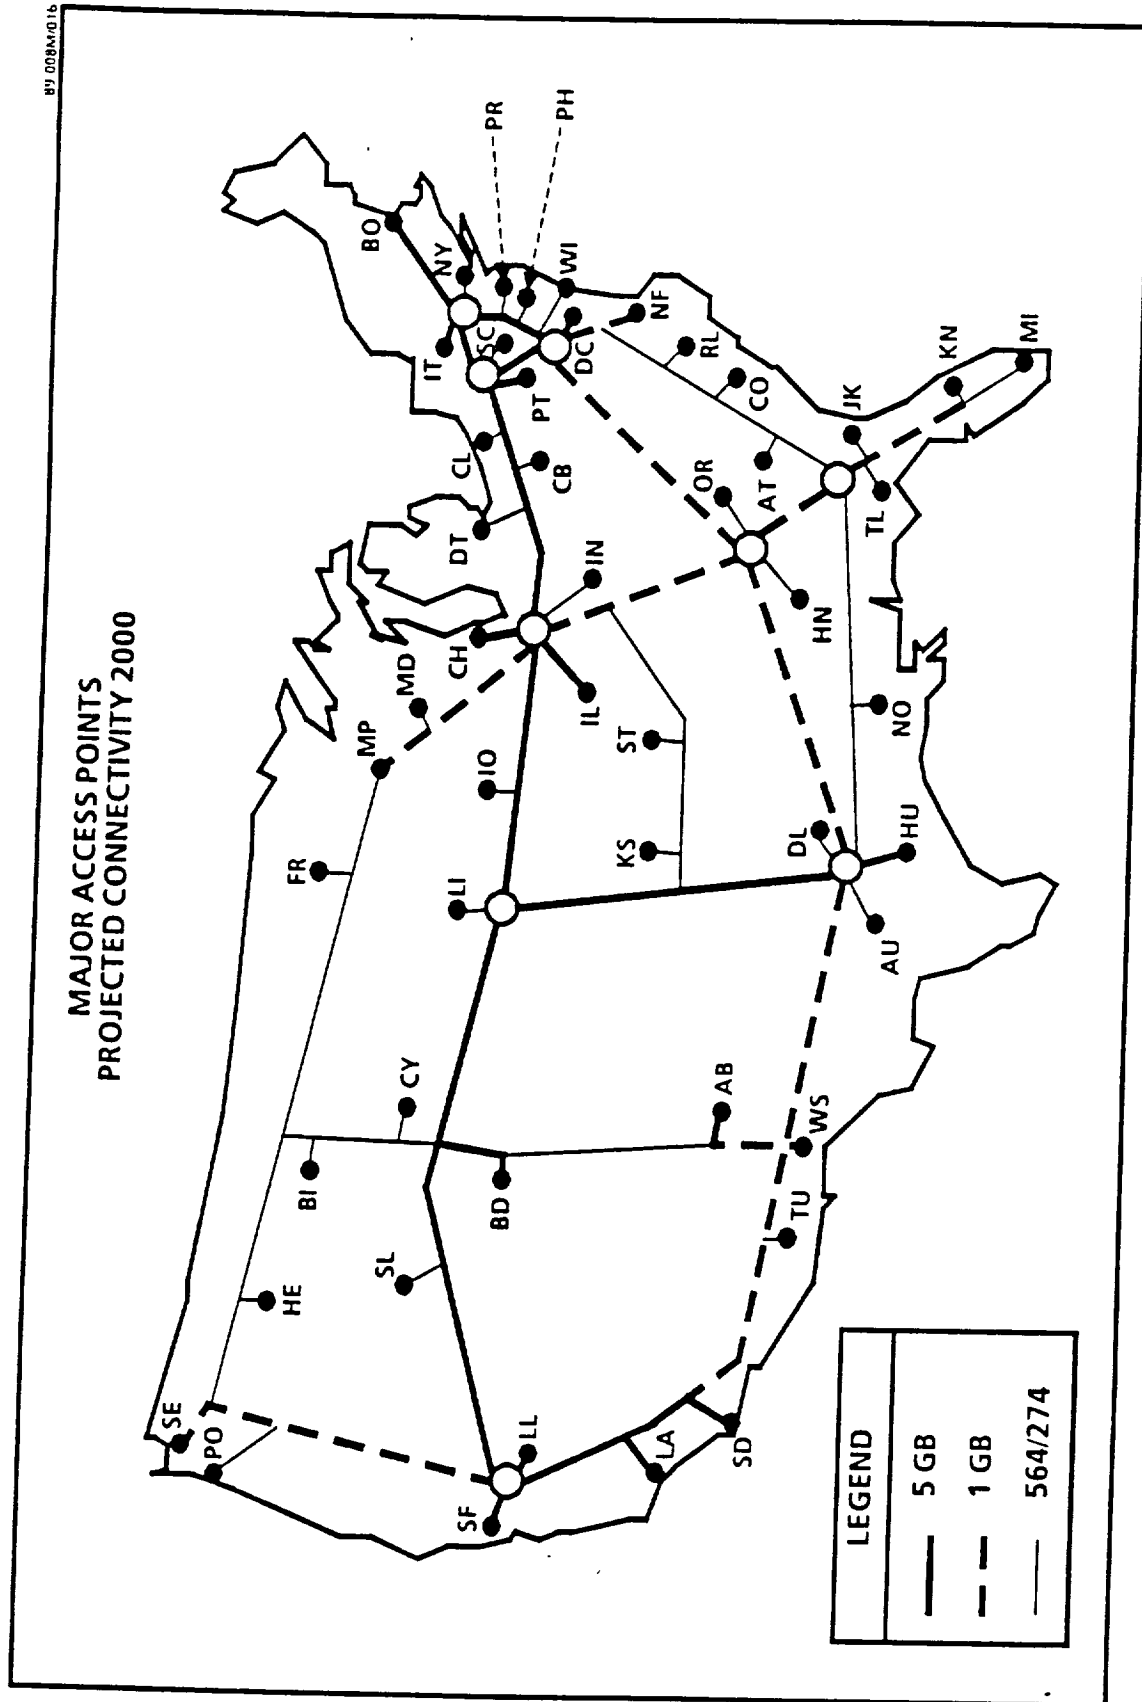 89 008M/016
MAJOR ACCESS POINTS
PROJECTED CONNECTIVITY 2000
SE
PO
HE
BI
FR
MP
MD
CH
DT
CL
IT
BO
NY
PR
PH
SC
PT
CB
DC
WI
NF
SF
LL
SL
CY
BD
LI
IO
IL
IN
KS
ST
OR
HN
AT
CO
RL
LA
SD
TU
WS
AB
DL
AU
HU
NO
TL
JK
KN
MI
LEGEND
5 GB
1 GB
564/274